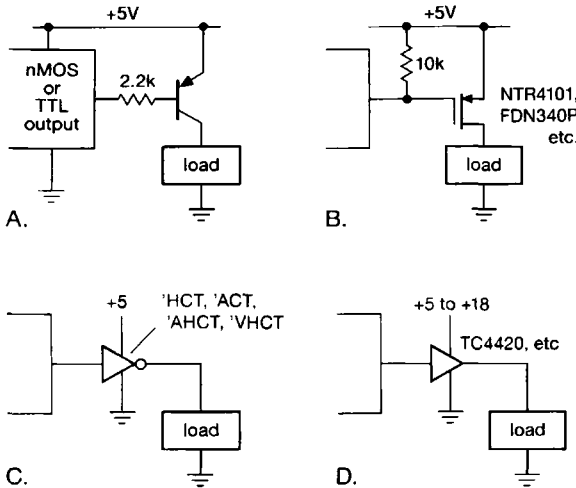 +5V
nMOS
or
TTL
output
2.2k
load
A.
+5V
10k
NTR4101,
FDN340P
etc.
load
B.
+5
'HCT, 'ACT,
'AHCT, 'VHCT
load
C.
+5 to +18
TC4420, etc
load
D.